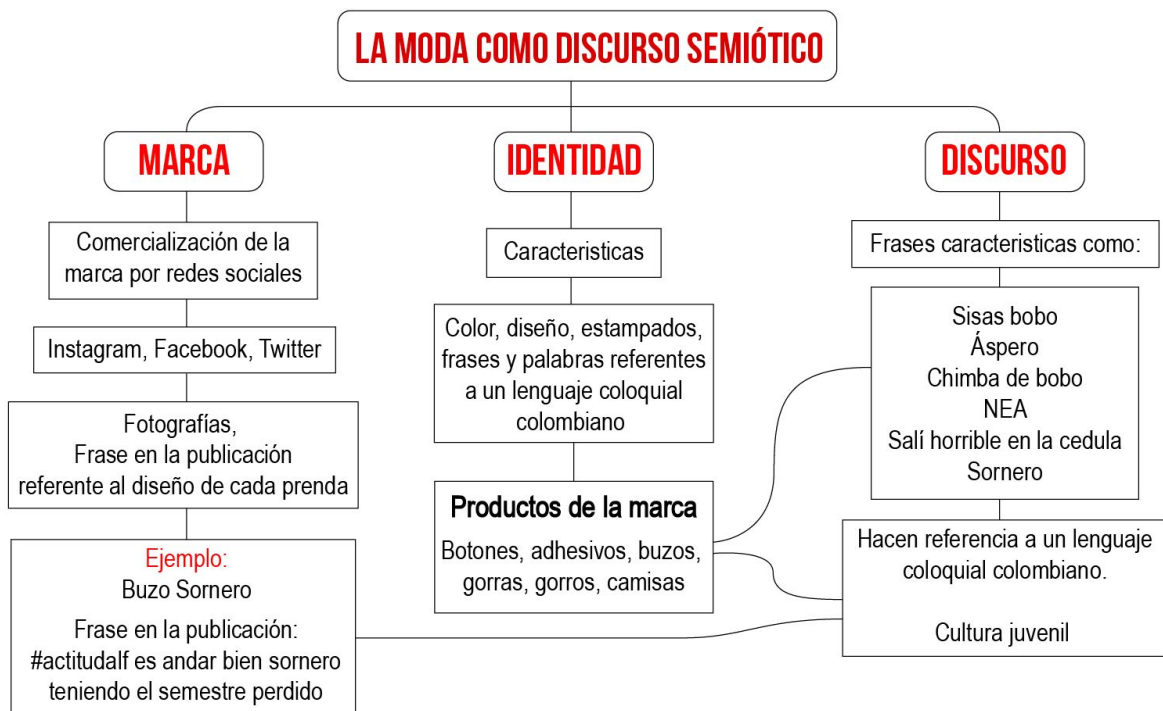 LA MODA COMO DISCURSO SEMIÓTICO
MARCA
Comercialización de la
marca por redes sociales
Instagram, Facebook, Twitter
Fotografías,
Frase en la publicación
referente al diseño de cada prenda
Ejemplo:
Buzo Sornero
Frase en la publicación:
#actitudalf es andar bien sornero
teniendo el semestre perdido
IDENTIDAD
Caracteristicas
Color, diseño, estampados,
frases y palabras referentes
a un lenguaje coloquial
colombiano
Productos de la marca
Botones, adhesivos, buzos,
gorras, gorros, camisas
DISCURSO
Frases caracteristicas como:
Sisas bobo
Áspero
Chimba de bobo
NEA
Salí horrible en la cedula
Sornero
Hacen referencia a un lenguaje
coloquial colombiano.
Cultura juvenil